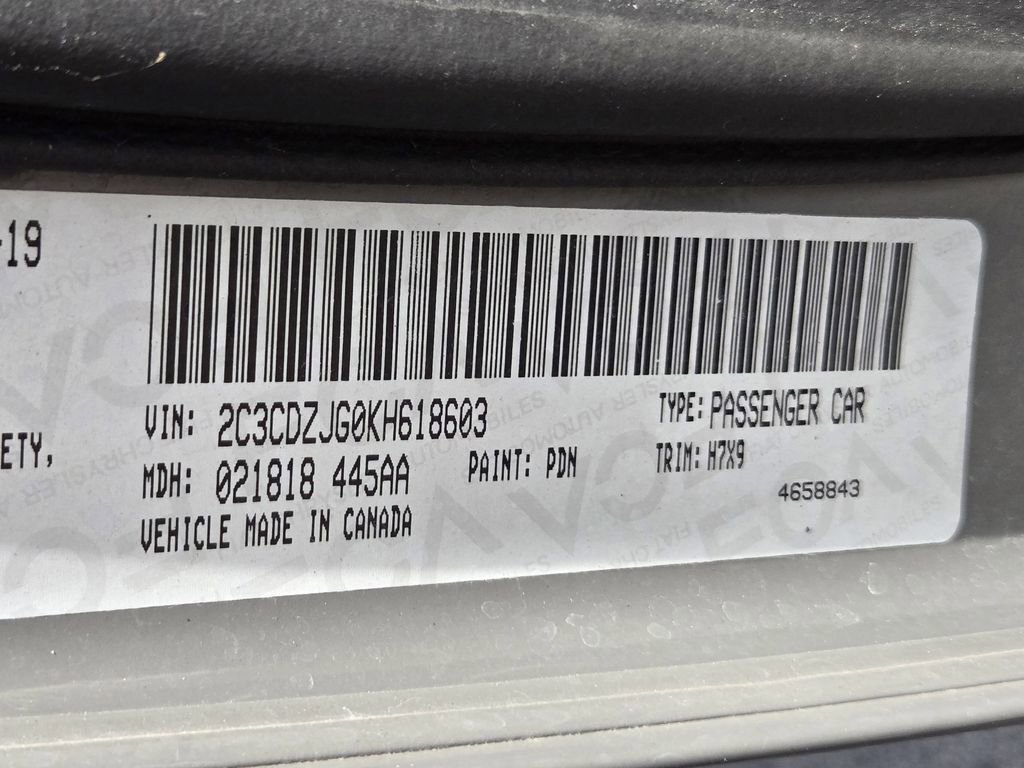 -19
VIN: 2C3CDZJG0KH618603
TYPE: PASSENGER CAR
ETY,
MDH: 021818 445AA
PAINT: PDN
TRIM: H7X9
4658843
VEHICLE MADE IN CANADA